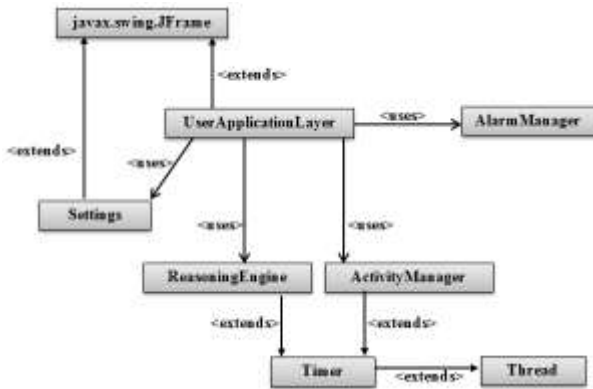 javax.swing.JFrame
<extends>
UserApplicationLayer
<uses>
AlarmManager
<extends>
<uses>
Settings
<uses>
<uses>
ReasoningEngine
ActivityManager
<extends>
<extends>
Timer
<extends>
Thread